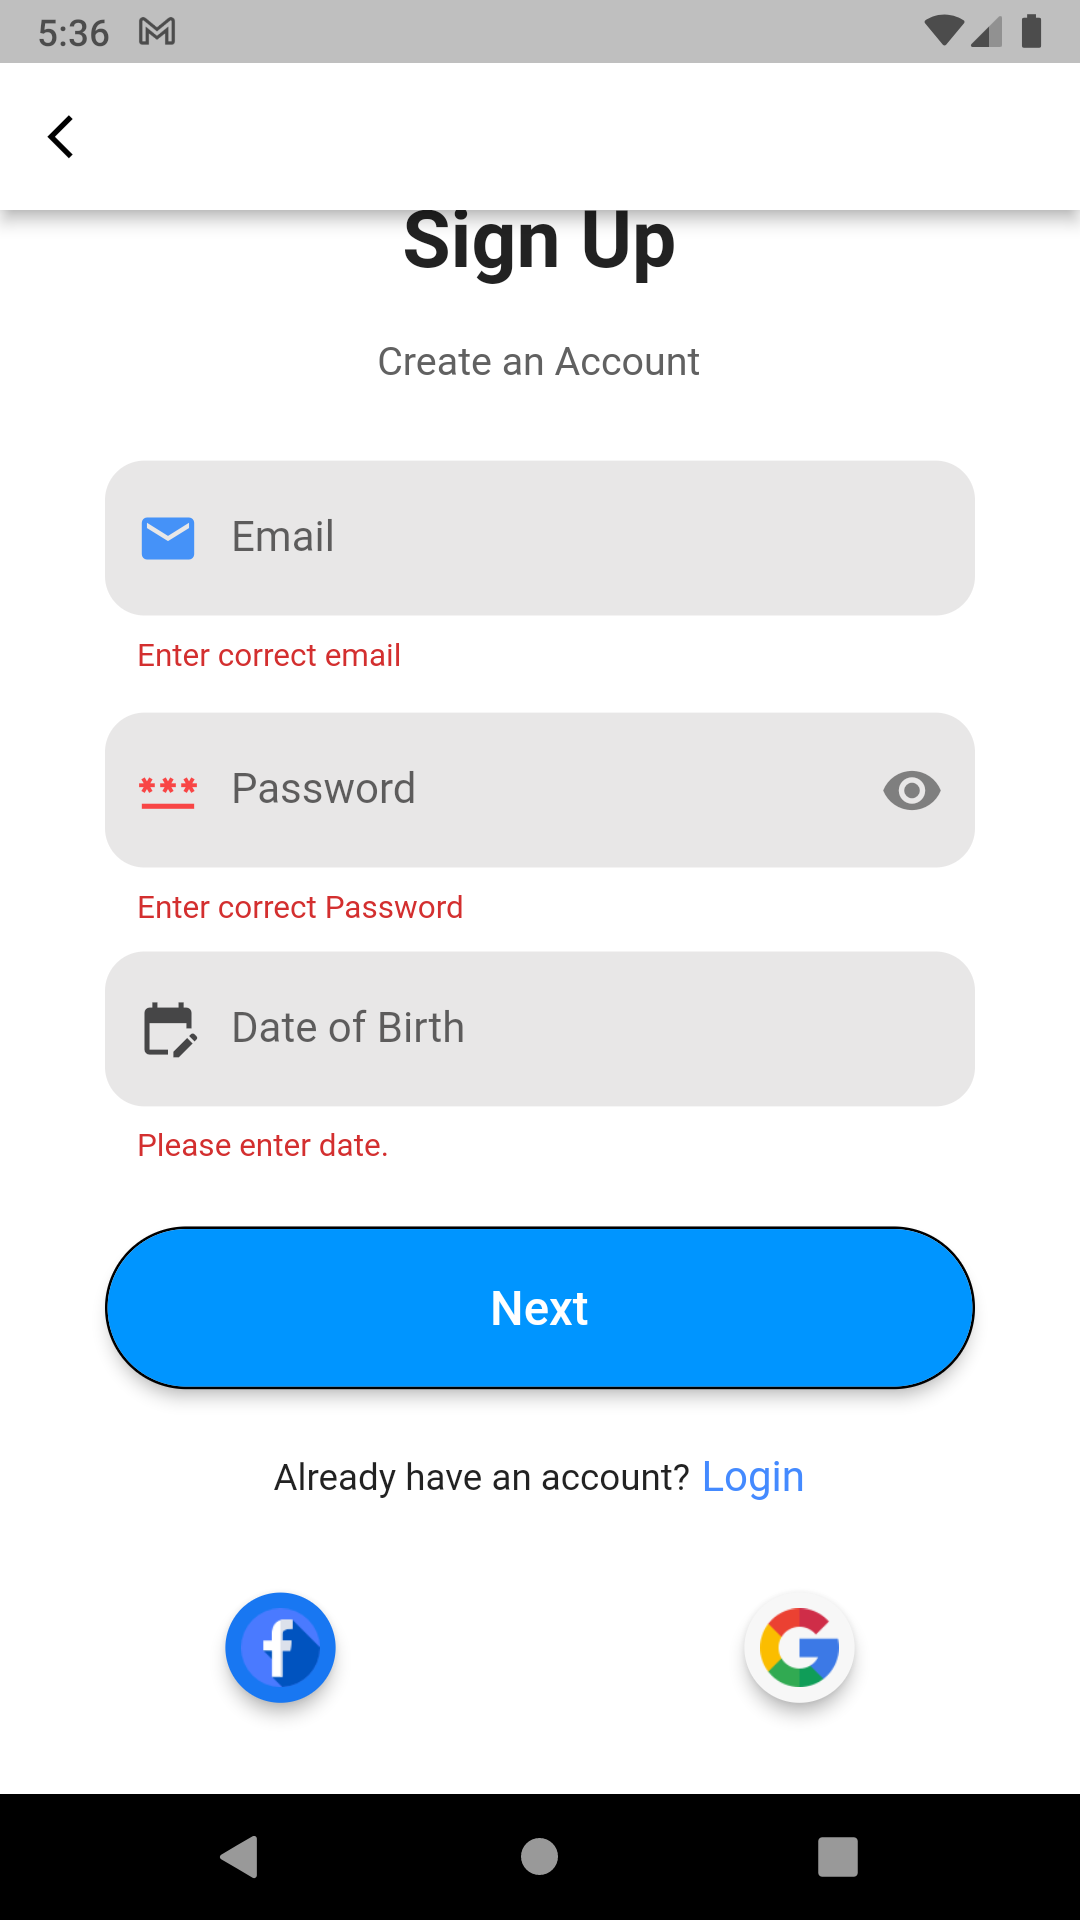 5:36
Sign Up
Create an Account
Email
Enter correct email
Password
Enter correct Password
Date of Birth
Please enter date.
Next
Already have an account? Login